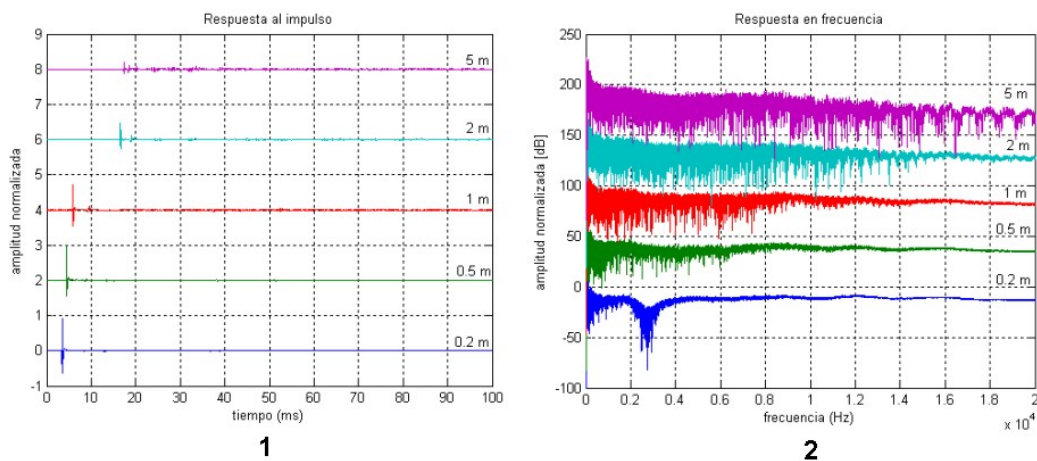 Respuesta al impulso
9
8
7
6
5
4
3
2
1
0
-1
amplitud normalizada
5 m
2 m
1 m
0.5 m
0.2 m
0 10 20 30 40 50 60 70 80 90 100
tiempo (ms)
1
Respuesta en frecuencia
250
200
150
100
50
0
-50
-100
amplitud normalizada [dB]
5 m
2 m
1 m
0.5 m
0.2 m
0 0.2 0.4 0.6 0.8 1 1.2 1.4 1.6 1.8 20
frecuencia (Hz)
x 10⁴
2